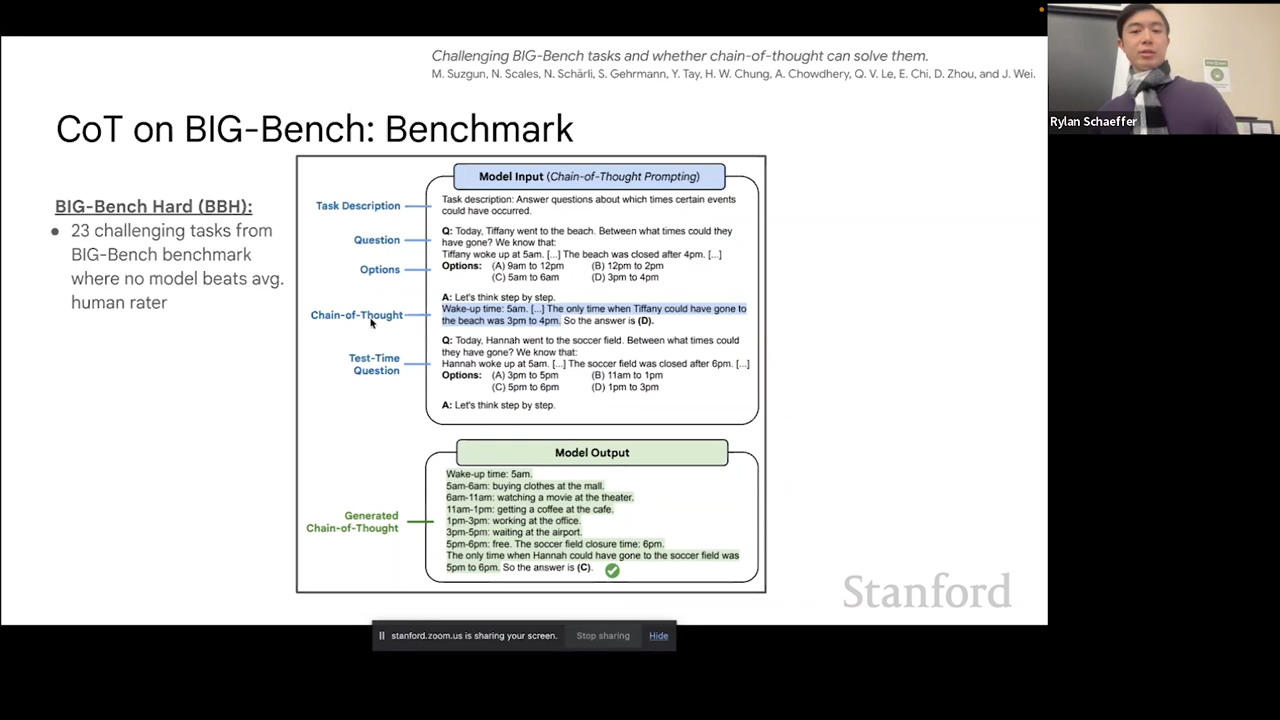 Challenging BIG-Bench tasks and whether chain-of-thought can solve them.
M. Suzgun, N. Scales, N. Schärli, S. Gehrmann, Y. Tay, H. W. Chung, A. Chowdhery, Q. V. Le, E. Chi, D. Zhou, and J. Wei.
Rylan Schaeffer
CoT on BIG-Bench: Benchmark
BIG-Bench Hard (BBH):
● 23 challenging tasks from
BIG-Bench benchmark
where no model beats avg.
human rater
Model Input (Chain-of-Thought Prompting)
Task Description
Task description: Answer questions about which times certain events
could have occurred.
Question
Q: Today, Tiffany went to the beach. Between what times could they
have gone? We know that:
Tiffany woke up at 5am. [...] The beach was closed after 4pm. [...]
Options
Options: (A) 9am to 12pm (B) 12pm to 2pm
(C) 5am to 6am (D) 3pm to 4pm
A: Let's think step by step.
Chain-of-Thought
Wake-up time: 5am. [...] The only time when Tiffany could have gone to
the beach was 3pm to 4pm. So the answer is (D).
Test-Time
Question
Q: Today, Hannah went to the soccer field. Between what times could
they have gone? We know that:
Hannah woke up at 5am. [...] The soccer field was closed after 6pm. [...]
Options: (A) 3pm to 5pm (B) 11am to 1pm
(C) 5pm to 6pm (D) 1pm to 3pm
A: Let's think step by step.
Model Output
Generated
Chain-of-Thought
Wake-up time: 5am.
5am-6am: buying clothes at the mall.
6am-11am: watching a movie at the theater.
11am-1pm: getting a coffee at the cafe.
1pm-3pm: working at the office.
3pm-5pm: waiting at the airport.
5pm-6pm: free. The soccer field closure time: 6pm.
The only time when Hannah could have gone to the soccer field was
5pm to 6pm. So the answer is (C).
Stanford
stanford.zoom.us is sharing your screen. Stop sharing Hide